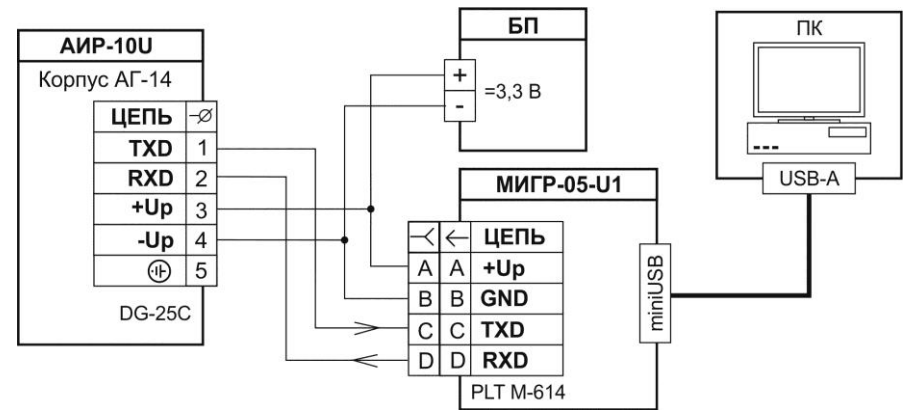 АИР-10U
Корпус АГ-14
ЦЕПЬ
TXD 1
RXD 2
+Up 3
-Up 4
5
DG-25C
БП
+
-
=3,3 В
МИГР-05-U1
ЦЕПЬ
A A +Up
B B GND
C C TXD
D D RXD
PLT M-614
miniUSB
ПК
USB-A